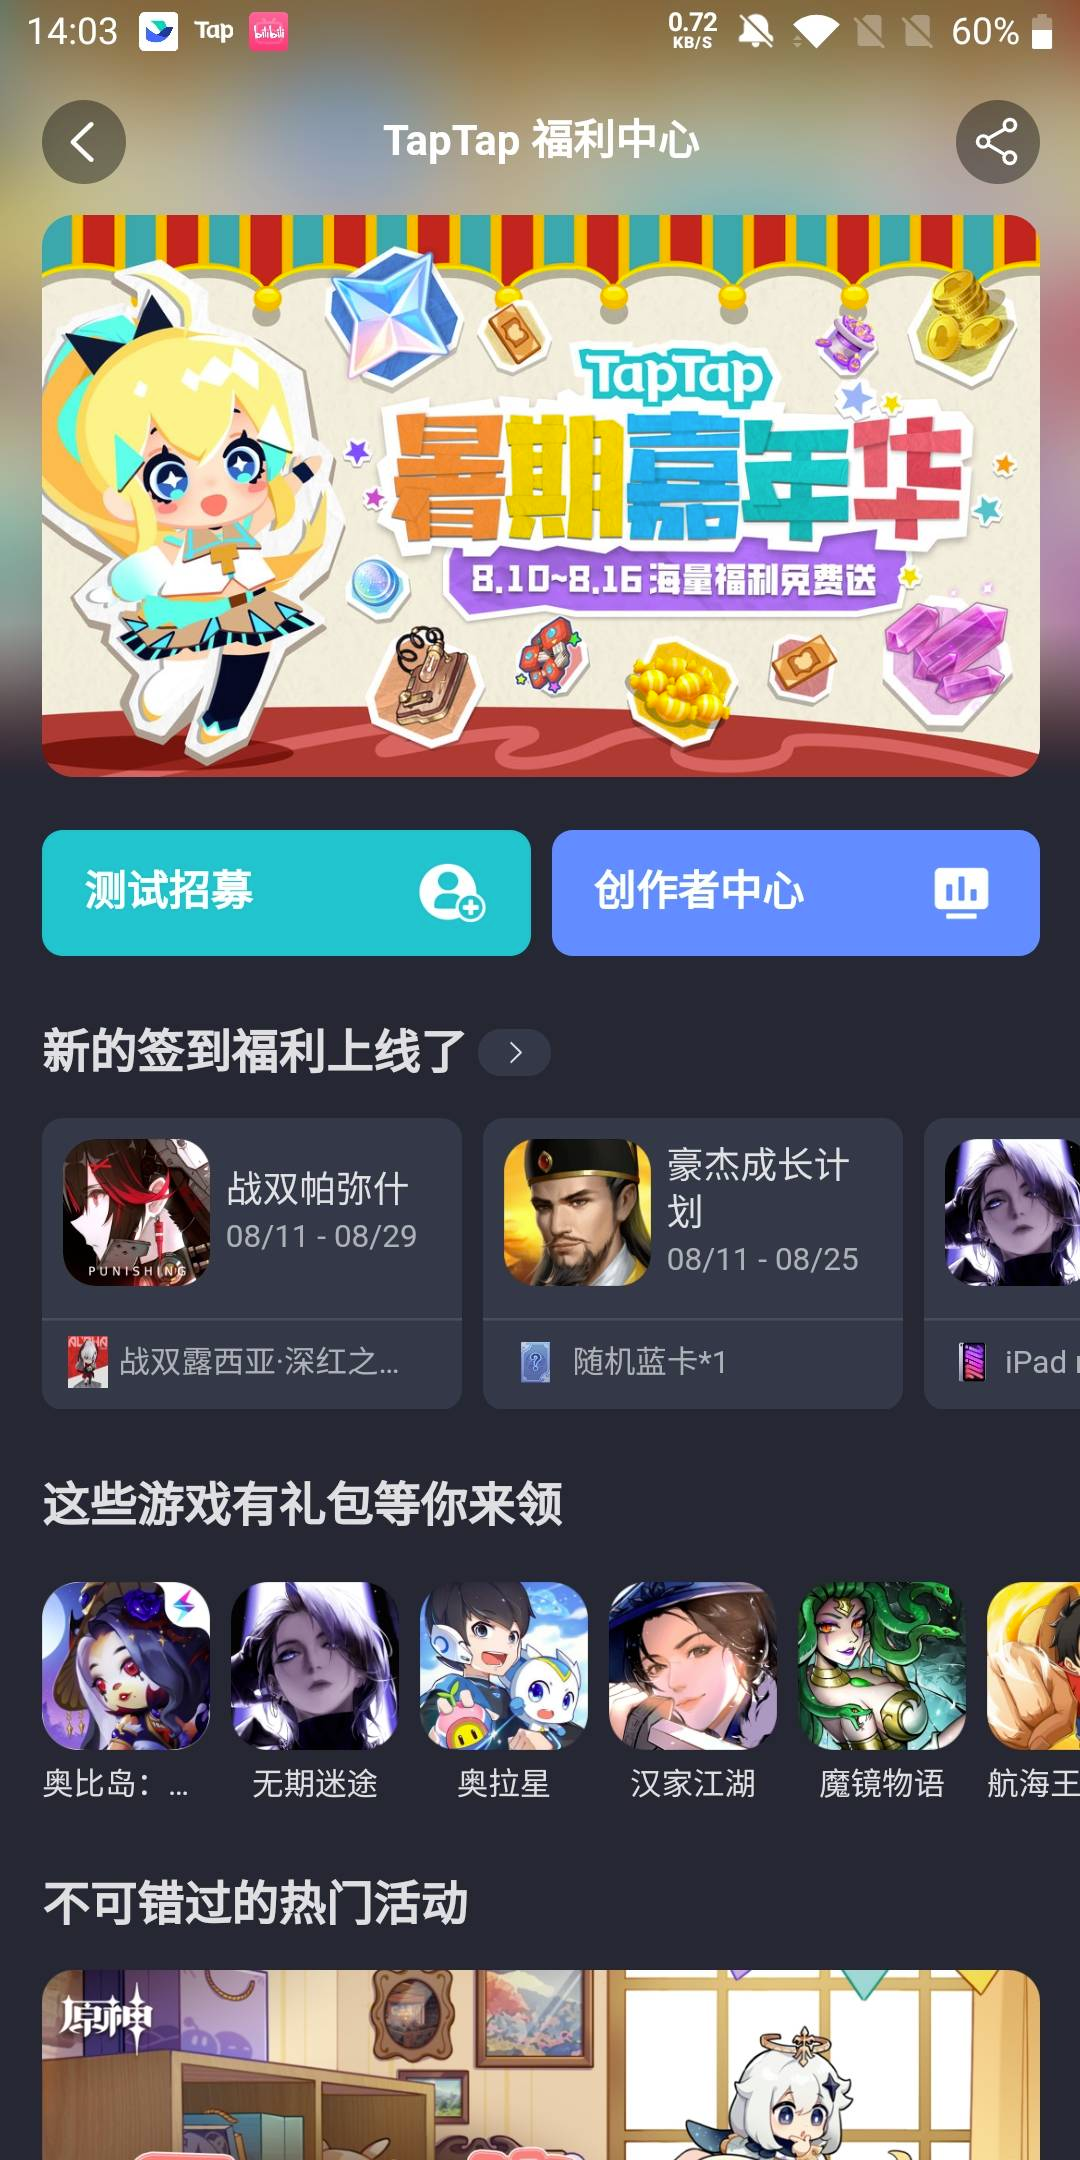 14:03
Tap
bilibili
0.72
KB/S
60%
TapTap 福利中心
TapTap
暑期嘉年华
8.10~8.16 海量福利免费送
测试招募
创作者中心
新的签到福利上线了
战双帕弥什
08/11 - 08/29
PUNISHING
豪杰成长计
划
08/11 - 08/25
ALPHA
战双露西亚·深红之...
随机蓝卡*1
iPad
这些游戏有礼包等你来领
奥比岛：...
无期迷途
奥拉星
汉家江湖
魔镜物语
航海王
不可错过的热门活动
原神